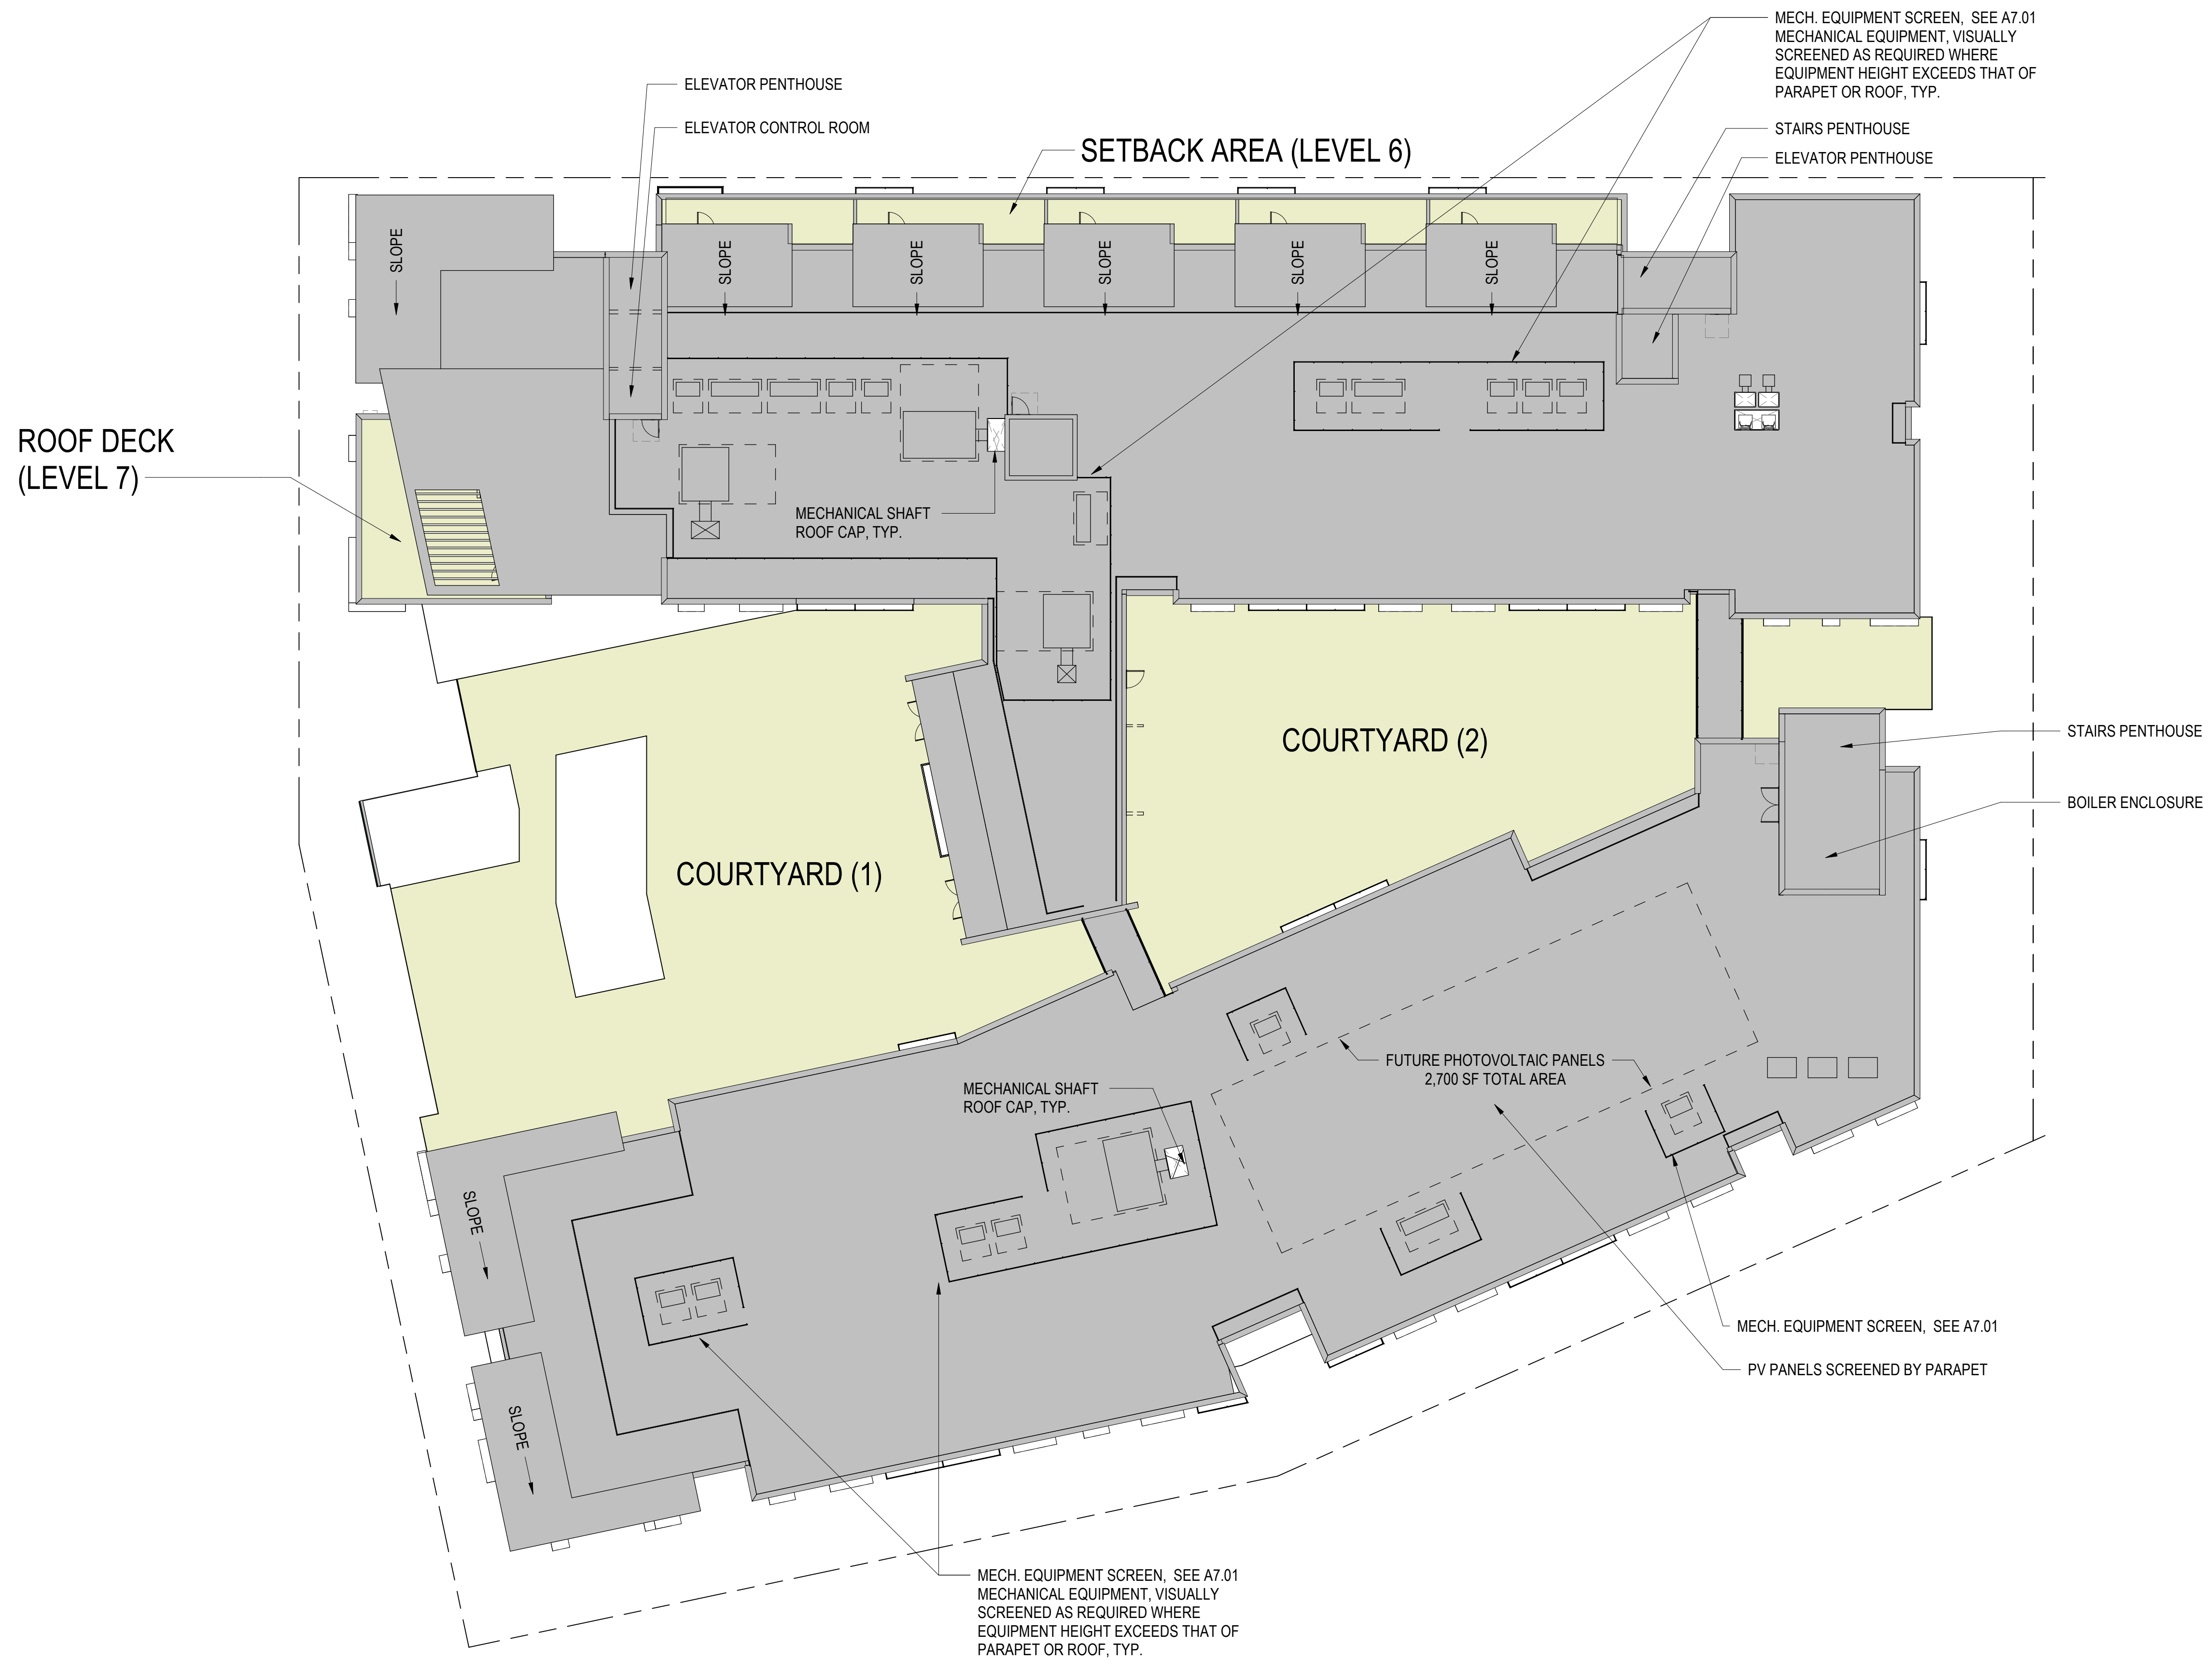 MECH. EQUIPMENT SCREEN, SEE A7.01
MECHANICAL EQUIPMENT, VISUALLY
SCREENED AS REQUIRED WHERE
EQUIPMENT HEIGHT EXCEEDS THAT OF
PARAPET OR ROOF, TYP.
ELEVATOR PENTHOUSE
ELEVATOR CONTROL ROOM
STAIRS PENTHOUSE
SETBACK AREA (LEVEL 6)
ELEVATOR PENTHOUSE
SLOPE
SLOPE
SLOPE
SLOPE
SLOPE
SLOPE
ROOF DECK
(LEVEL 7)
MECHANICAL SHAFT
ROOF CAP, TYP.
COURTYARD (2)
STAIRS PENTHOUSE
BOILER ENCLOSURE
COURTYARD (1)
FUTURE PHOTOVOLTAIC PANELS
2,700 SF TOTAL AREA
MECHANICAL SHAFT
ROOF CAP, TYP.
SLOPE
MECH. EQUIPMENT SCREEN, SEE A7.01
PV PANELS SCREENED BY PARAPET
SLOPE
MECH. EQUIPMENT SCREEN, SEE A7.01
MECHANICAL EQUIPMENT, VISUALLY
SCREENED AS REQUIRED WHERE
EQUIPMENT HEIGHT EXCEEDS THAT OF
PARAPET OR ROOF, TYP.